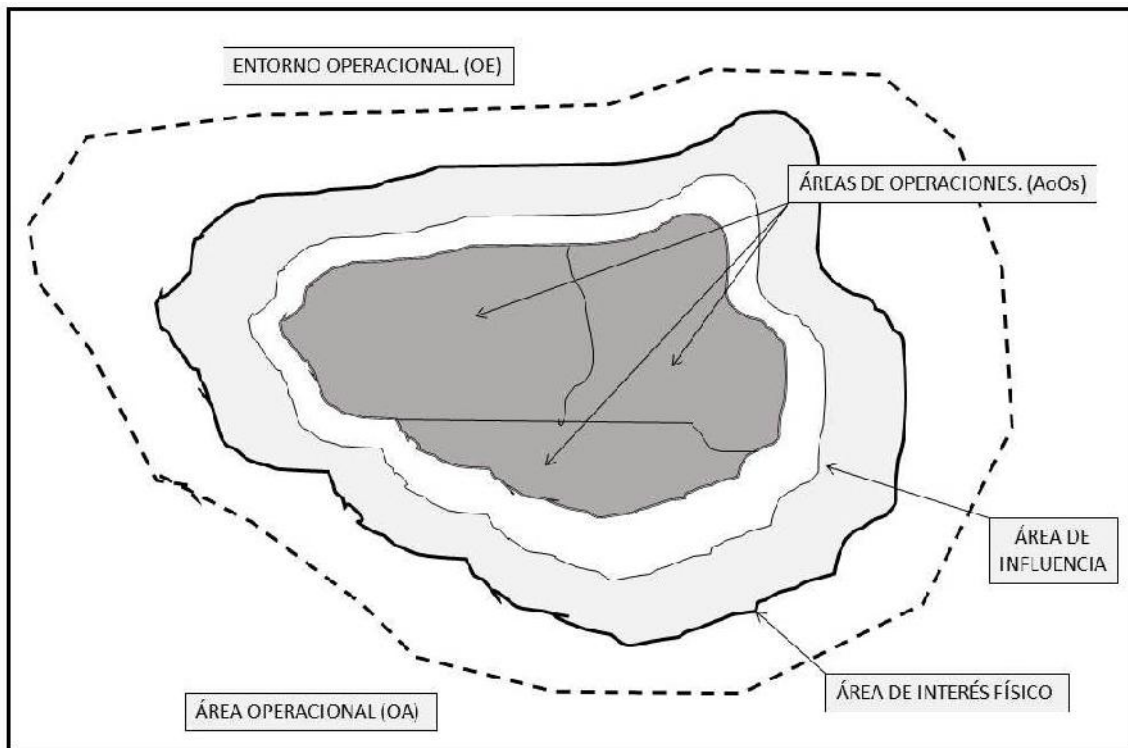 ENTORNO OPERACIONAL. (OE)
ÁREAS DE OPERACIONES. (AoOs)
ÁREA DE
INFLUENCIA
ÁREA DE INTERÉS FÍSICO
ÁREA OPERACIONAL (OA)